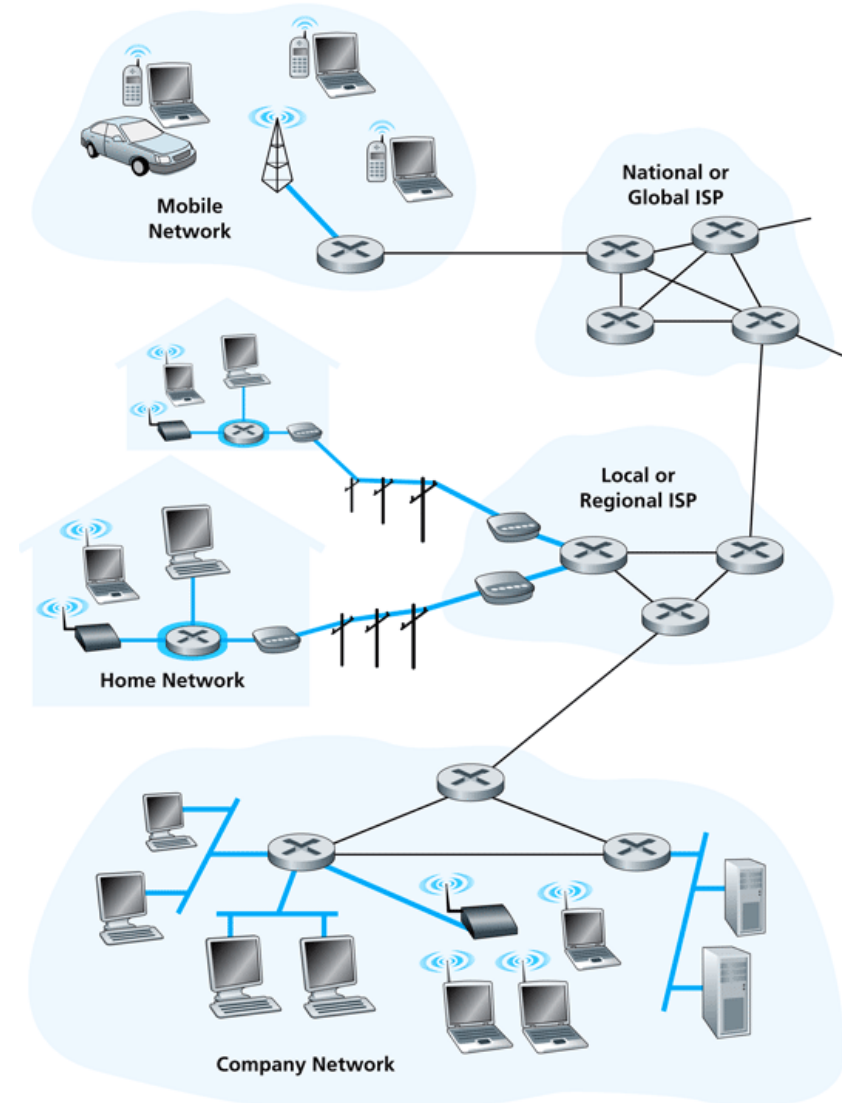 Mobile
Network
National or
Global ISP
Local or
Regional ISP
Home Network
Company Network